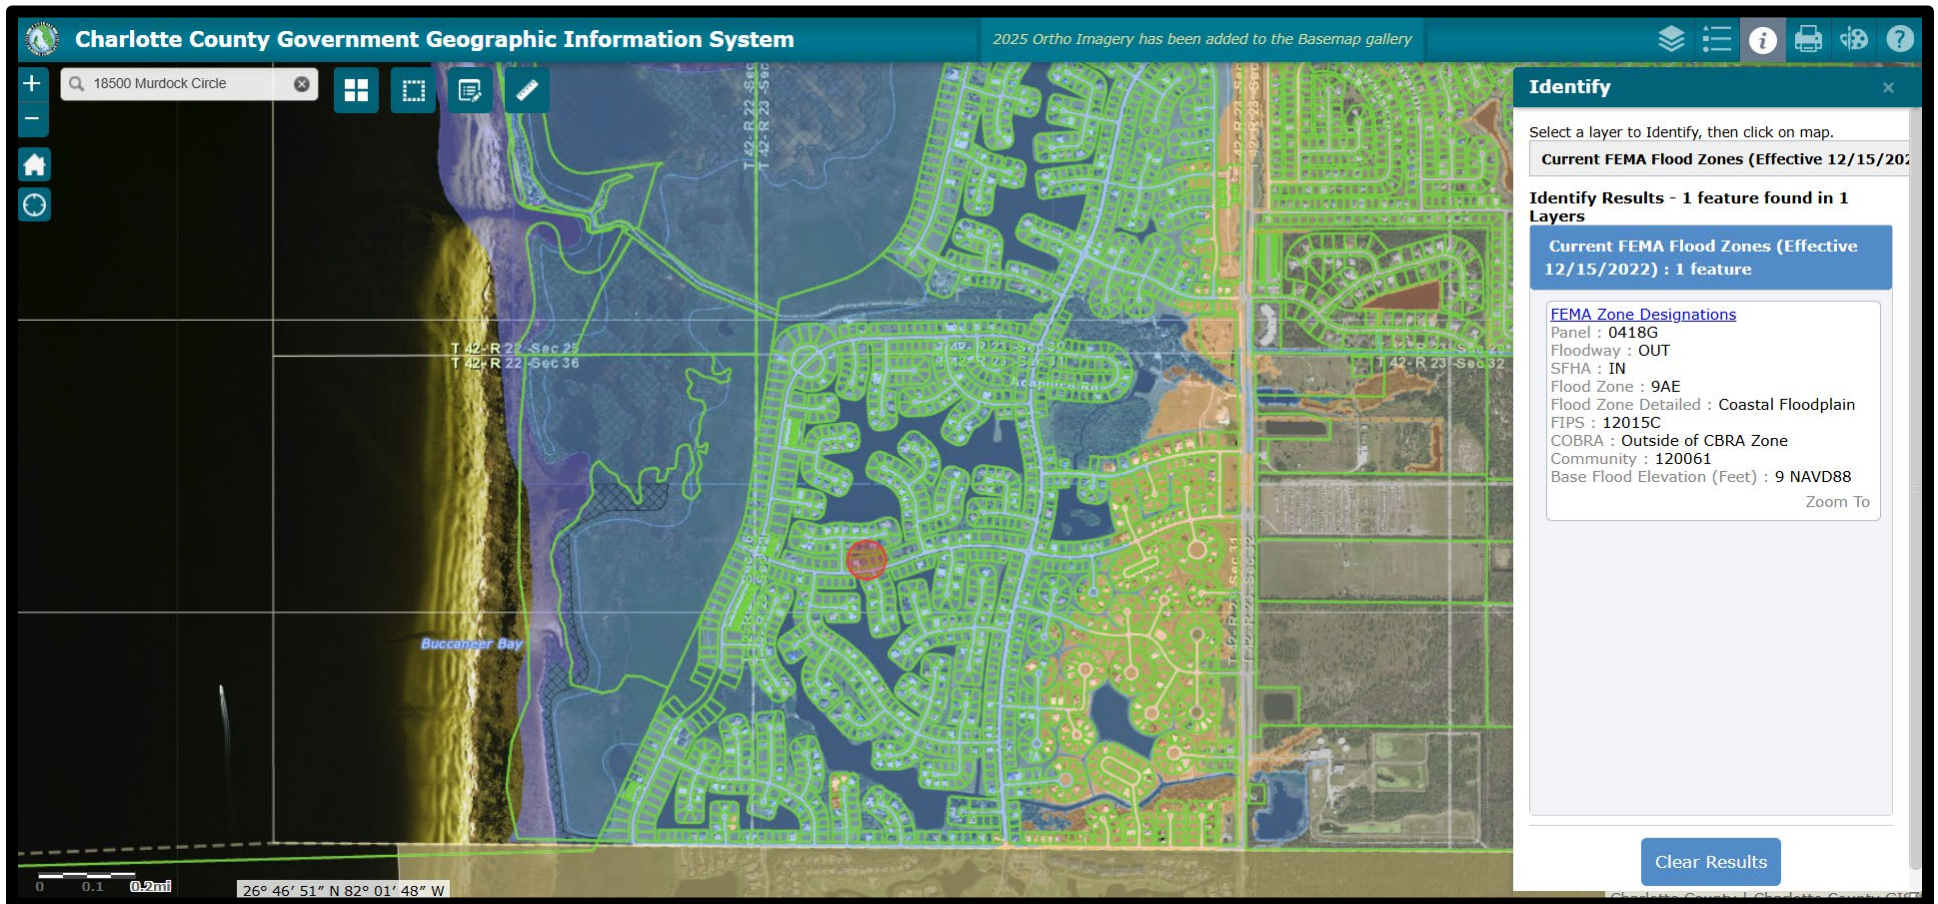 Charlotte County Government Geographic Information System
2025 Ortho Imagery has been added to the Basemap gallery
18500 Murdock Circle
Identify
Select a layer to Identify, then click on map.
Current FEMA Flood Zones (Effective 12/15/202
Identify Results - 1 feature found in 1
Layers
Current FEMA Flood Zones (Effective
12/15/2022) : 1 feature
FEMA Zone Designations
Panel : 0418G
Floodway : OUT
SFHA : IN
Flood Zone : 9AE
Flood Zone Detailed : Coastal Floodplain
FIPS : 12015C
COBRA : Outside of CBRA Zone
Community : 120061
Base Flood Elevation (Feet) : 9 NAVD88
Zoom To
Clear Results
T 42-R 22-Sec 25
T 42-R 22-Sec 36
T 42-R 23-Sec 32
Buccaneer Bay
0 0.1 0.2mi
26° 46' 51" N 82° 01' 48" W